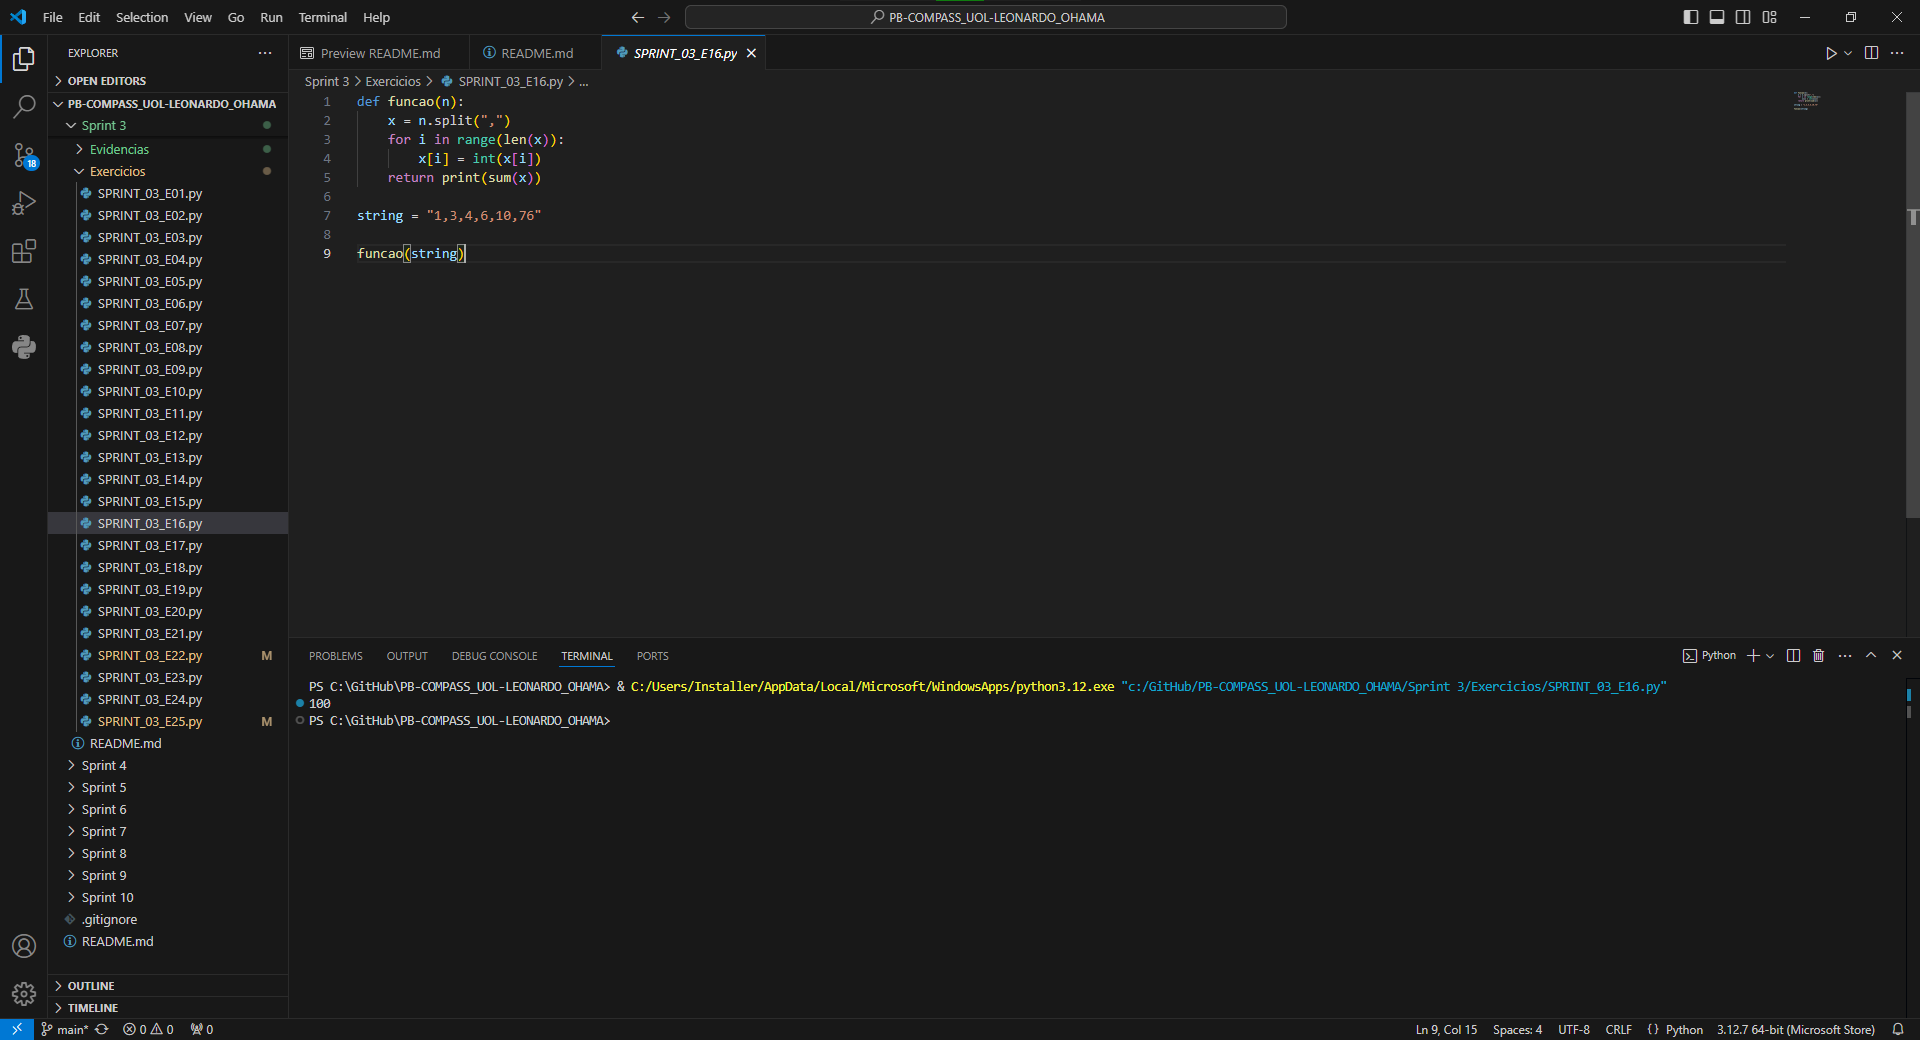 File Edit Selection View Go Run Terminal Help
PB-COMPASS_UOL-LEONARDO_OHAMA
EXPLORER
OPEN EDITORS
PB-COMPASS_UOL-LEONARDO_OHAMA
Sprint 3
Evidencias
Exercicios
SPRINT_03_E01.py
SPRINT_03_E02.py
SPRINT_03_E03.py
SPRINT_03_E04.py
SPRINT_03_E05.py
SPRINT_03_E06.py
SPRINT_03_E07.py
SPRINT_03_E08.py
SPRINT_03_E09.py
SPRINT_03_E10.py
SPRINT_03_E11.py
SPRINT_03_E12.py
SPRINT_03_E13.py
SPRINT_03_E14.py
SPRINT_03_E15.py
SPRINT_03_E16.py
SPRINT_03_E17.py
SPRINT_03_E18.py
SPRINT_03_E19.py
SPRINT_03_E20.py
SPRINT_03_E21.py
SPRINT_03_E22.py M
SPRINT_03_E23.py
SPRINT_03_E24.py
SPRINT_03_E25.py M
README.md
Sprint 4
Sprint 5
Sprint 6
Sprint 7
Sprint 8
Sprint 9
Sprint 10
.gitignore
README.md
OUTLINE
TIMELINE
18
Preview README.md README.md SPRINT_03_E16.py
Sprint 3 > Exercicios > SPRINT_03_E16.py > ...
1 def funcao(n):
2 x = n.split(",")
3 for i in range(len(x)):
4 x[i] = int(x[i])
5 return print(sum(x))
6
7 string = "1,3,4,6,10,76"
8
9 funcao(string)
PROBLEMS OUTPUT DEBUG CONSOLE TERMINAL PORTS
Python
PS C:\GitHub\PB-COMPASS_UOL-LEONARDO_OHAMA> & C:/Users/Installer/AppData/Local/Microsoft/WindowsApps/python3.12.exe "c:/GitHub/PB-COMPASS_UOL-LEONARDO_OHAMA/Sprint 3/Exercicios/SPRINT_03_E16.py"
100
PS C:\GitHub\PB-COMPASS_UOL-LEONARDO_OHAMA>
main* 0 0 0
Ln 9, Col 15 Spaces: 4 UTF-8 CRLF {} Python 3.12.7 64-bit (Microsoft Store)